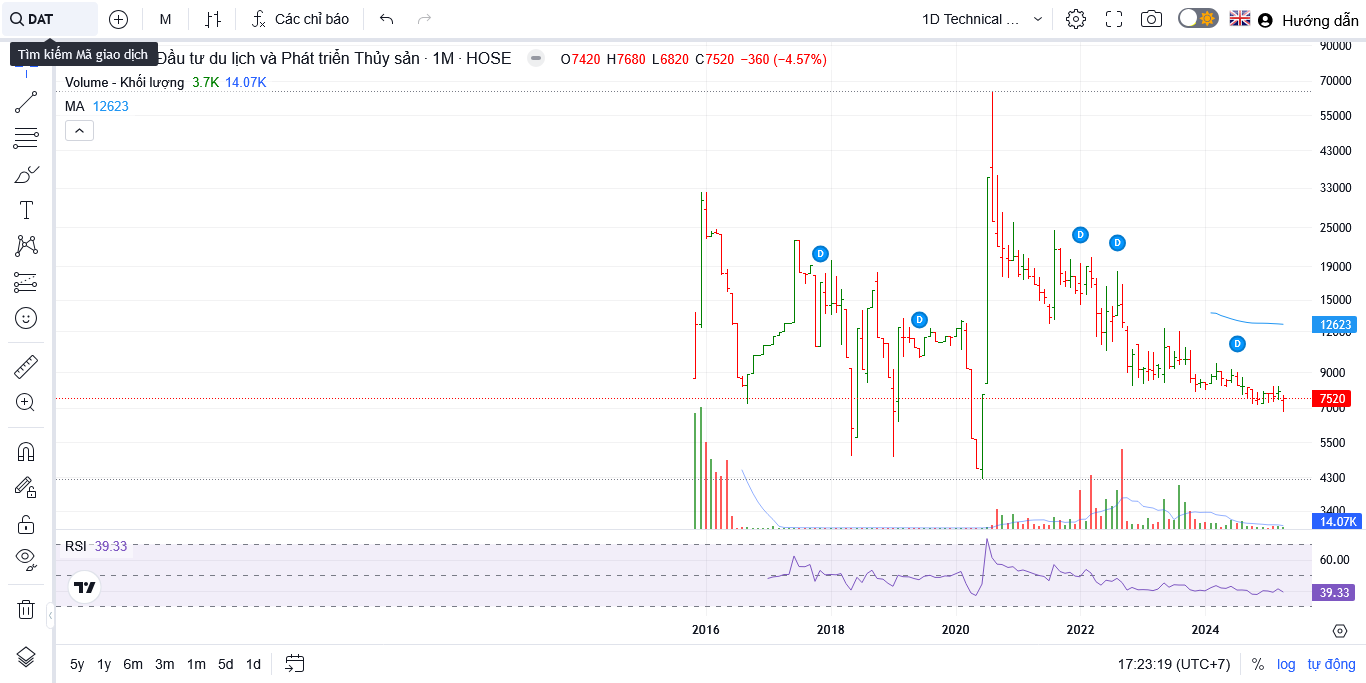 DAT
M
Các chỉ báo
1D Technical ...
Hướng dẫn
Tìm kiếm Mã giao dịch
Đầu tư du lịch và Phát triển Thủy sản · 1M · HOSE
O7420 H7680 L6820 C7520 −360 (−4.57%)
Volume - Khối lượng 3.7K 14.07K
MA 12623
90000
70000
55000
43000
33000
25000
19000
15000
12623
9000
7520
7000
5500
4300
3400
14.07K
D
D
D
D
D
RSI 39.33
60.00
39.33
2016 2018 2020 2022 2024
5y 1y 6m 3m 1m 5d 1d
17:23:19 (UTC+7)
% log tự động